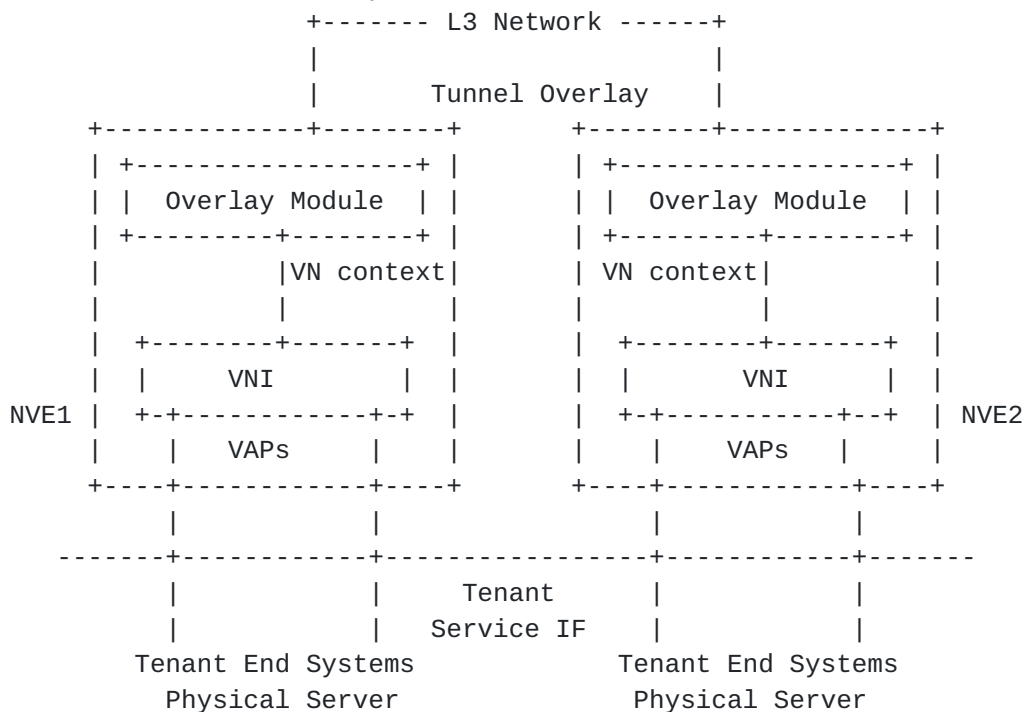 L3 Network
Tunnel Overlay
Overlay Module Overlay Module
VN context VN context
VNI VNI
NVE1 NVE2
VAPs VAPs
Tenant
Service IF
Tenant End Systems Tenant End Systems
Physical Server Physical Server